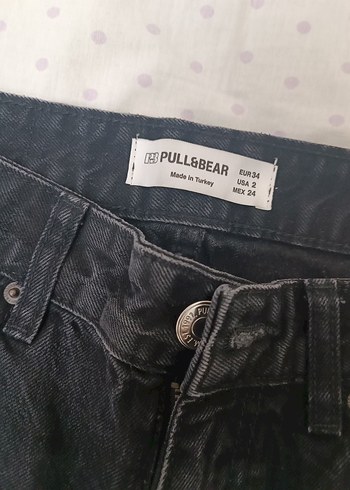 PULL&BEAR
Made in Turkey
EUR 34
USA 2
MEX 24